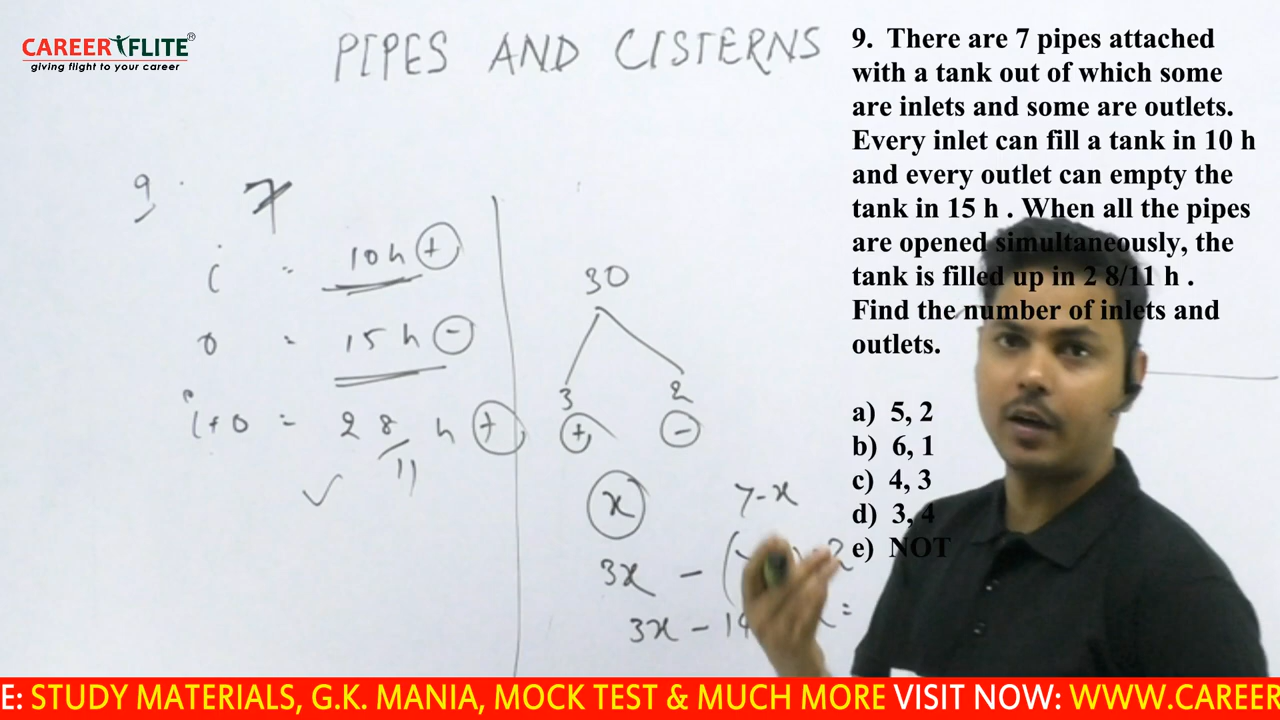 CAREER FLITE®
giving flight to your career
PIPES AND CISTERNS
9. 7
i = 10h +
o = 15h -
i+o = 2 8/11 h +
30
3 2
+ -
x 7-x
3x - (
3x - 14 =
9. There are 7 pipes attached
with a tank out of which some
are inlets and some are outlets.
Every inlet can fill a tank in 10 h
and every outlet can empty the
tank in 15 h . When all the pipes
are opened simultaneously, the
tank is filled up in 2 8/11 h .
Find the number of inlets and
outlets.
a) 5, 2
b) 6, 1
c) 4, 3
d) 3, 4
e) NOT
E: STUDY MATERIALS, G.K. MANIA, MOCK TEST & MUCH MORE VISIT NOW: WWW.CAREER